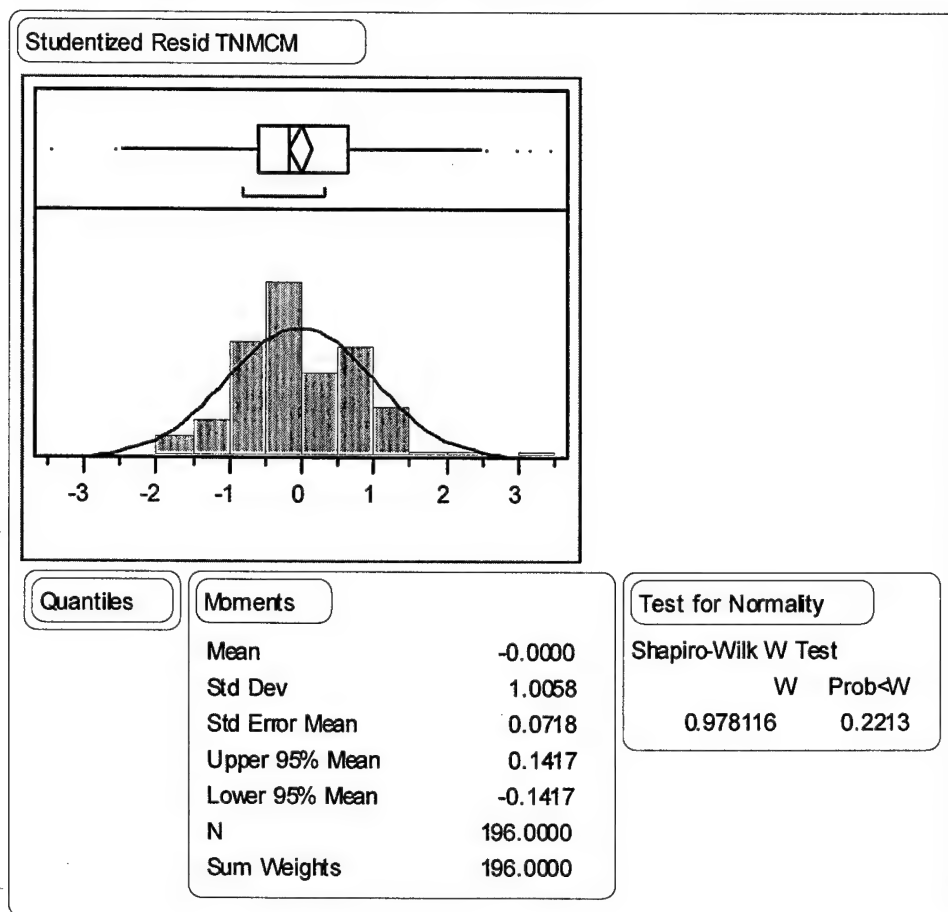 Studentized Resid TNMCM
-3 -2 -1 0 1 2 3
Quantiles
Moments
Mean -0.0000
Std Dev 1.0058
Std Error Mean 0.0718
Upper 95% Mean 0.1417
Lower 95% Mean -0.1417
N 196.0000
Sum Weights 196.0000
Test for Normality
Shapiro-Wilk W Test
W Prob<W
0.978116 0.2213